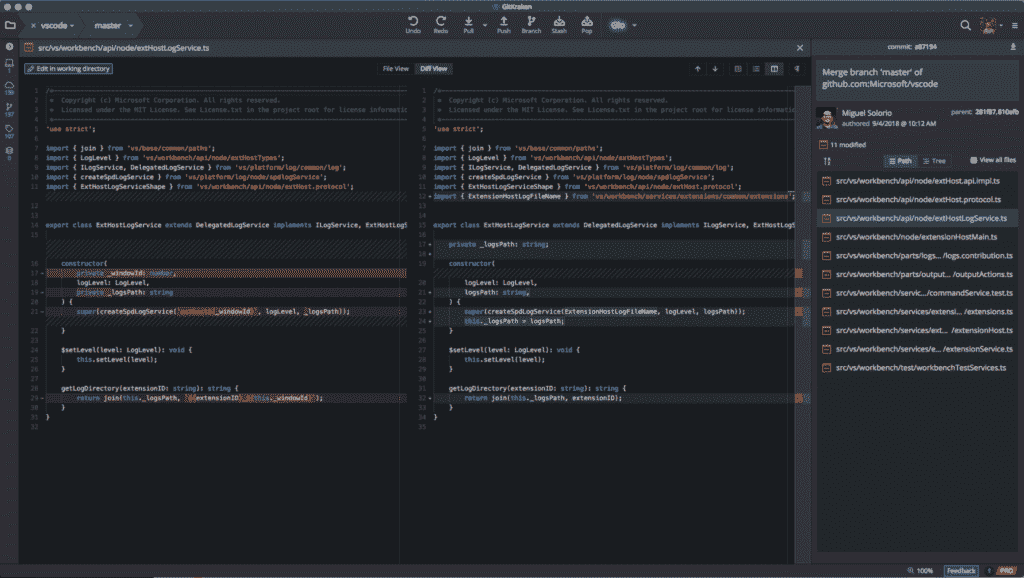 GitKraken
vscode
master
Undo
Redo
Pull
Push
Branch
Stash
Pop
Glo
src/vs/workbench/api/node/extHostLogService.ts
Edit in working directory
File View
Diff View
1 /*
2 * Copyright (c) Microsoft Corporation. All rights reserved.
3 * Licensed under the MIT License. See License.txt in the project root for license informatio
4 *
5 'use strict';
6
7 import { join } from 'vs/base/common/paths';
8 import { LogLevel } from 'vs/workbench/api/node/extHostTypes';
9 import { ILogService, DelegatedLogService } from 'vs/platform/log/common/log';
10 import { createSpdLogService } from 'vs/platform/log/node/spdlogService';
11 import { ExtHostLogServiceShape } from 'vs/workbench/api/node/extHost.protocol';
12
13
14 export class ExtHostLogService extends DelegatedLogService implements ILogService, ExtHostLog
15
16 constructor(
17 - private _windowId: number,
18 logLevel: LogLevel,
19 - private _logsPath: string
20 ) {
21 - super(createSpdLogService(
_windowId}`, logLevel, _logsPath));
22 }
23
24 $setLevel(level: LogLevel): void {
25 this.setLevel(level);
26 }
27
28 getLogDirectory(extensionID: string): string {
29 - return join(this._logsPath, `${extensionID}_${this._windowId}`);
30 }
31 }
32
1 /*
2 * Copyright (c) Microsoft Corporation. All rights reserved.
3 * Licensed under the MIT License. See License.txt in the project root for license informati
4 *
5 'use strict';
6
7 import { join } from 'vs/base/common/paths';
8 import { LogLevel } from 'vs/workbench/api/node/extHostTypes';
9 import { ILogService, DelegatedLogService } from 'vs/platform/log/common/log';
10 import { createSpdLogService } from 'vs/platform/log/node/spdlogService';
11 import { ExtHostLogServiceShape } from 'vs/workbench/api/node/extHost.protocol';
12 + import { ExtensionHostLogFileName } from 'vs/workbench/services/extensions/common/extensions';
13
14
15 export class ExtHostLogService extends DelegatedLogService implements ILogService, ExtHostLogS
16
17 + private _logsPath: string;
18 +
19 constructor(
20 logLevel: LogLevel,
21 + logsPath: string,
22 ) {
23 + super(createSpdLogService(ExtensionHostLogFileName, logLevel, logsPath));
24 + this._logsPath = logsPath;
25 }
26
27 $setLevel(level: LogLevel): void {
28 this.setLevel(level);
29 }
30
31 getLogDirectory(extensionID: string): string {
32 + return join(this._logsPath, extensionID);
33 }
34 }
35
commit: a87194
Merge branch 'master' of
github.com:Microsoft/vscode
Miguel Solorio
authored 9/4/2018 @ 10:12 AM
parent: 281f87,810afb
11 modified
Path
Tree
View all files
src/vs/workbench/api/node/extHost.api.impl.ts
src/vs/workbench/api/node/extHost.protocol.ts
src/vs/workbench/api/node/extHostLogService.ts
src/vs/workbench/node/extensionHostMain.ts
src/vs/workbench/parts/logs... /logs.contribution.ts
src/vs/workbench/parts/output... /outputActions.ts
src/vs/workbench/servic... /commandService.test.ts
src/vs/workbench/services/extensi... /extensions.ts
src/vs/workbench/services/ext... /extensionHost.ts
src/vs/workbench/services/e... /extensionService.ts
src/vs/workbench/test/workbenchTestServices.ts
100%
Feedback
PRO